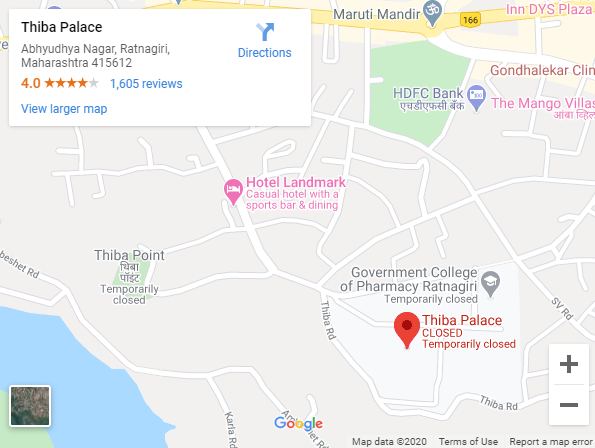 Thiba Palace
Abhyudhya Nagar, Ratnagiri,
Maharashtra 415612
4.0
1,605 reviews
View larger map
Directions
Maruti Mandir
166
Inn DYS Plaza
Gondhalekar Clin
HDFC Bank
एचडीएफसी बँक
The Mango Villas
Hotel Landmark
Casual hotel with a
sports bar & dining
Thiba Point
थिबा
पॉइंट
Temporarily
closed
beshet Rd
Government College
of Pharmacy Ratnagiri
Temporarily closed
SV Rd
Thiba Rd
Thiba Palace
CLOSED
Temporarily closed
Thiba Rd
Karla Rd
Google
Map data ©2020
Terms of Use
Report a map error